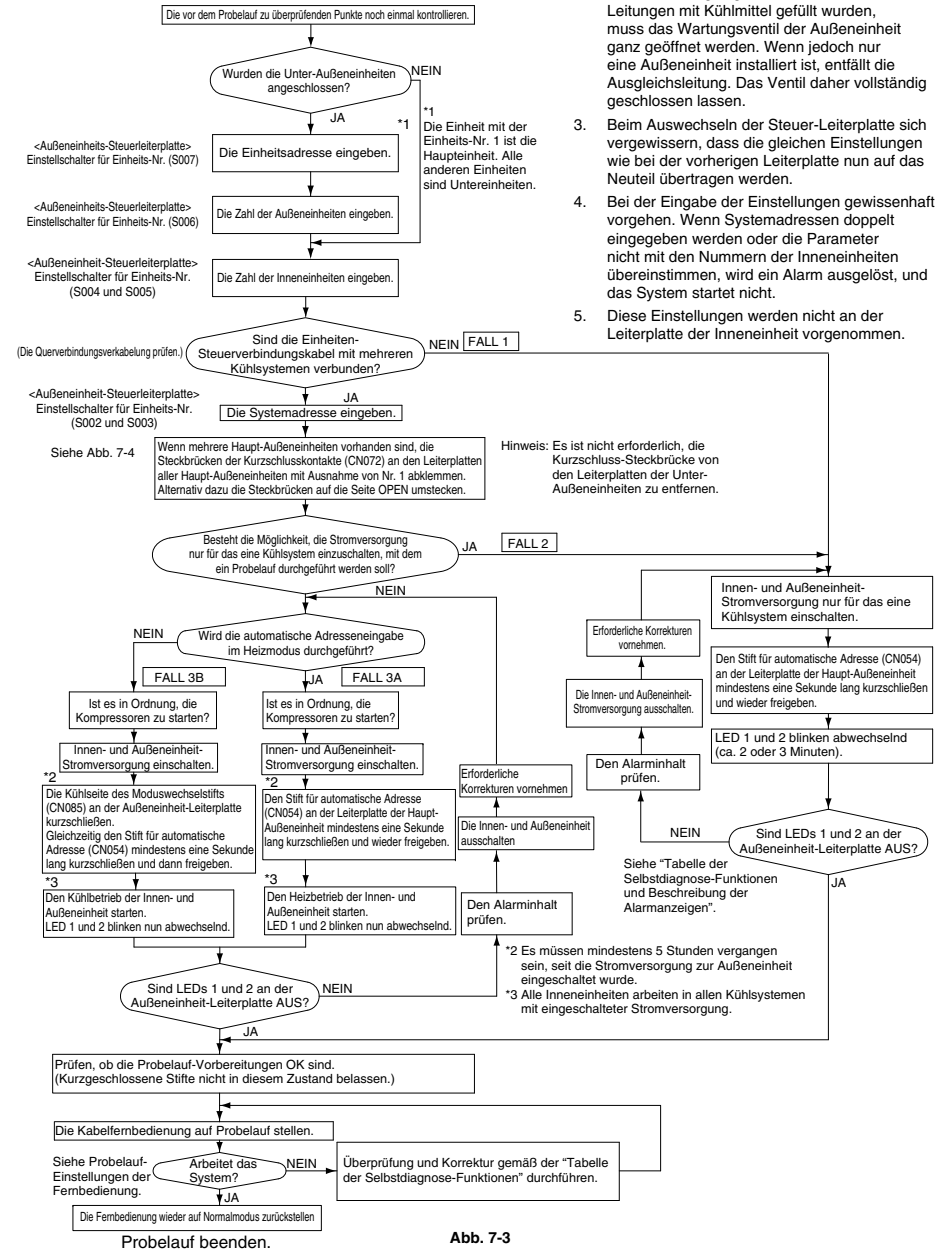 Die vor dem Probelauf zu überprüfenden Punkte noch einmal kontrollieren.
Wurden die Unter-Außeneinheiten
angeschlossen?
NEIN
JA
*1
*1
Die Einheit mit der
Einheits-Nr. 1 ist die
Haupteinheit. Alle
anderen Einheiten
sind Untereinheiten.
<Außeneinheits-Steuerleiterplatte>
Einstellschalter für Einheits-Nr. (S007)
Die Einheitsadresse eingeben.
<Außeneinheits-Steuerleiterplatte>
Einstellschalter für Einheits-Nr. (S006)
Die Zahl der Außeneinheiten eingeben.
<Außeneinheit-Steuerleiterplatte>
Einstellschalter für Einheits-Nr.
(S004 und S005)
Die Zahl der Inneneinheiten eingeben.
Leitungen mit Kühlmittel gefüllt wurden,
muss das Wartungsventil der Außeneinheit
ganz geöffnet werden. Wenn jedoch nur
eine Außeneinheit installiert ist, entfällt die
Ausgleichsleitung. Das Ventil daher vollständig
geschlossen lassen.
3. Beim Auswechseln der Steuer-Leiterplatte sich
vergewissern, dass die gleichen Einstellungen
wie bei der vorherigen Leiterplatte nun auf das
Neuteil übertragen werden.
4. Bei der Eingabe der Einstellungen gewissenhaft
vorgehen. Wenn Systemadressen doppelt
eingegeben werden oder die Parameter
nicht mit den Nummern der Inneneinheiten
übereinstimmen, wird ein Alarm ausgelöst, und
das System startet nicht.
5. Diese Einstellungen werden nicht an der
Leiterplatte der Inneneinheit vorgenommen.
(Die Querverbindungsverkabelung prüfen.)
Sind die Einheiten-
Steuerverbindungskabel mit mehreren
Kühlsystemen verbunden?
NEIN
FALL 1
JA
<Außeneinheit-Steuerleiterplatte>
Einstellschalter für Einheits-Nr.
(S002 und S003)
Die Systemadresse eingeben.
Siehe Abb. 7-4
Wenn mehrere Haupt-Außeneinheiten vorhanden sind, die
Steckbrücken der Kurzschlusskontakte (CN072) an den Leiterplatten
aller Haupt-Außeneinheiten mit Ausnahme von Nr. 1 abklemmen.
Alternativ dazu die Steckbrücken auf die Seite OPEN umstecken.
Hinweis: Es ist nicht erforderlich, die
Kurzschluss-Steckbrücke von
den Leiterplatten der Unter-
Außeneinheiten zu entfernen.
Besteht die Möglichkeit, die Stromversorgung
nur für das eine Kühlsystem einzuschalten, mit dem
ein Probelauf durchgeführt werden soll?
JA
FALL 2
NEIN
Wird die automatische Adresseneingabe
im Heizmodus durchgeführt?
NEIN
FALL 3B
JA
FALL 3A
Ist es in Ordnung, die
Kompressoren zu starten?
Innen- und Außeneinheit-
Stromversorgung einschalten.
*2
Die Kühlseite des Moduswechselstifts
(CN085) an der Außeneinheit-Leiterplatte
kurzschließen.
Gleichzeitig den Stift für automatische
Adresse (CN054) mindestens eine Sekunde
lang kurzschließen und dann freigeben.
*3
Den Kühlbetrieb der Innen- und
Außeneinheit starten.
LED 1 und 2 blinken nun abwechselnd.
Ist es in Ordnung, die
Kompressoren zu starten?
Innen- und Außeneinheit-
Stromversorgung einschalten.
*2
Den Stift für automatische Adresse
(CN054) an der Leiterplatte der Haupt-
Außeneinheit mindestens eine Sekunde
lang kurzschließen und wieder freigeben.
*3
Den Heizbetrieb der Innen- und
Außeneinheit starten.
LED 1 und 2 blinken nun abwechselnd.
Erforderliche
Korrekturen vornehmen
Die Innen- und Außeneinheit
ausschalten
Den Alarminhalt
prüfen.
Erforderliche Korrekturen
vornehmen.
Die Innen- und Außeneinheit-
Stromversorgung ausschalten.
Den Alarminhalt
prüfen.
NEIN
Siehe “Tabelle der
Selbstdiagnose-Funktionen
und Beschreibung der
Alarmanzeigen”.
Innen- und Außeneinheit-
Stromversorgung nur für das eine
Kühlsystem einschalten.
Den Stift für automatische Adresse (CN054)
an der Leiterplatte der Haupt-Außeneinheit
mindestens eine Sekunde lang kurzschließen
und wieder freigeben.
LED 1 und 2 blinken abwechselnd
(ca. 2 oder 3 Minuten).
Sind LEDs 1 und 2 an der
Außeneinheit-Leiterplatte AUS?
JA
*2 Es müssen mindestens 5 Stunden vergangen
sein, seit die Stromversorgung zur Außeneinheit
eingeschaltet wurde.
*3 Alle Inneneinheiten arbeiten in allen Kühlsystemen
mit eingeschalteter Stromversorgung.
Sind LEDs 1 und 2 an der
Außeneinheit-Leiterplatte AUS?
NEIN
JA
Prüfen, ob die Probelauf-Vorbereitungen OK sind.
(Kurzgeschlossene Stifte nicht in diesem Zustand belassen.)
Die Kabelfernbedienung auf Probelauf stellen.
Siehe Probelauf-
Einstellungen der
Fernbedienung.
Arbeitet das
System?
NEIN
Überprüfung und Korrektur gemäß der “Tabelle
der Selbstdiagnose-Funktionen” durchführen.
JA
Die Fernbedienung wieder auf Normalmodus zurückstellen
Probelauf beenden.
Abb. 7-3